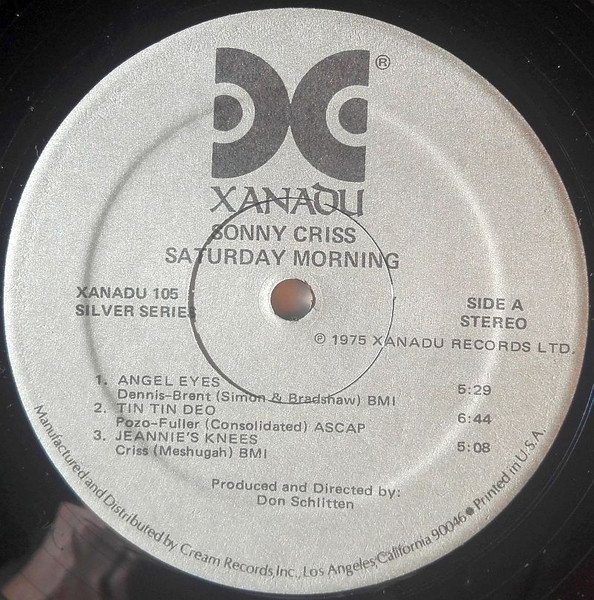 ®
XANADU
SONNY CRISS
SATURDAY MORNING
XANADU 105
SILVER SERIES
SIDE A
STEREO
℗ 1975 XANADU RECORDS LTD.
1. ANGEL EYES
Dennis-Brent (Simon & Bradshaw) BMI 5:29
2. TIN TIN DEO
Pozo-Fuller (Consolidated) ASCAP 6:44
3. JEANNIE'S KNEES
Criss (Meshugah) BMI 5:08
Produced and Directed by:
Don Schlitten
Manufactured and Distributed by Cream Records Inc., Los Angeles, California 90046 ● Printed in U.S.A.